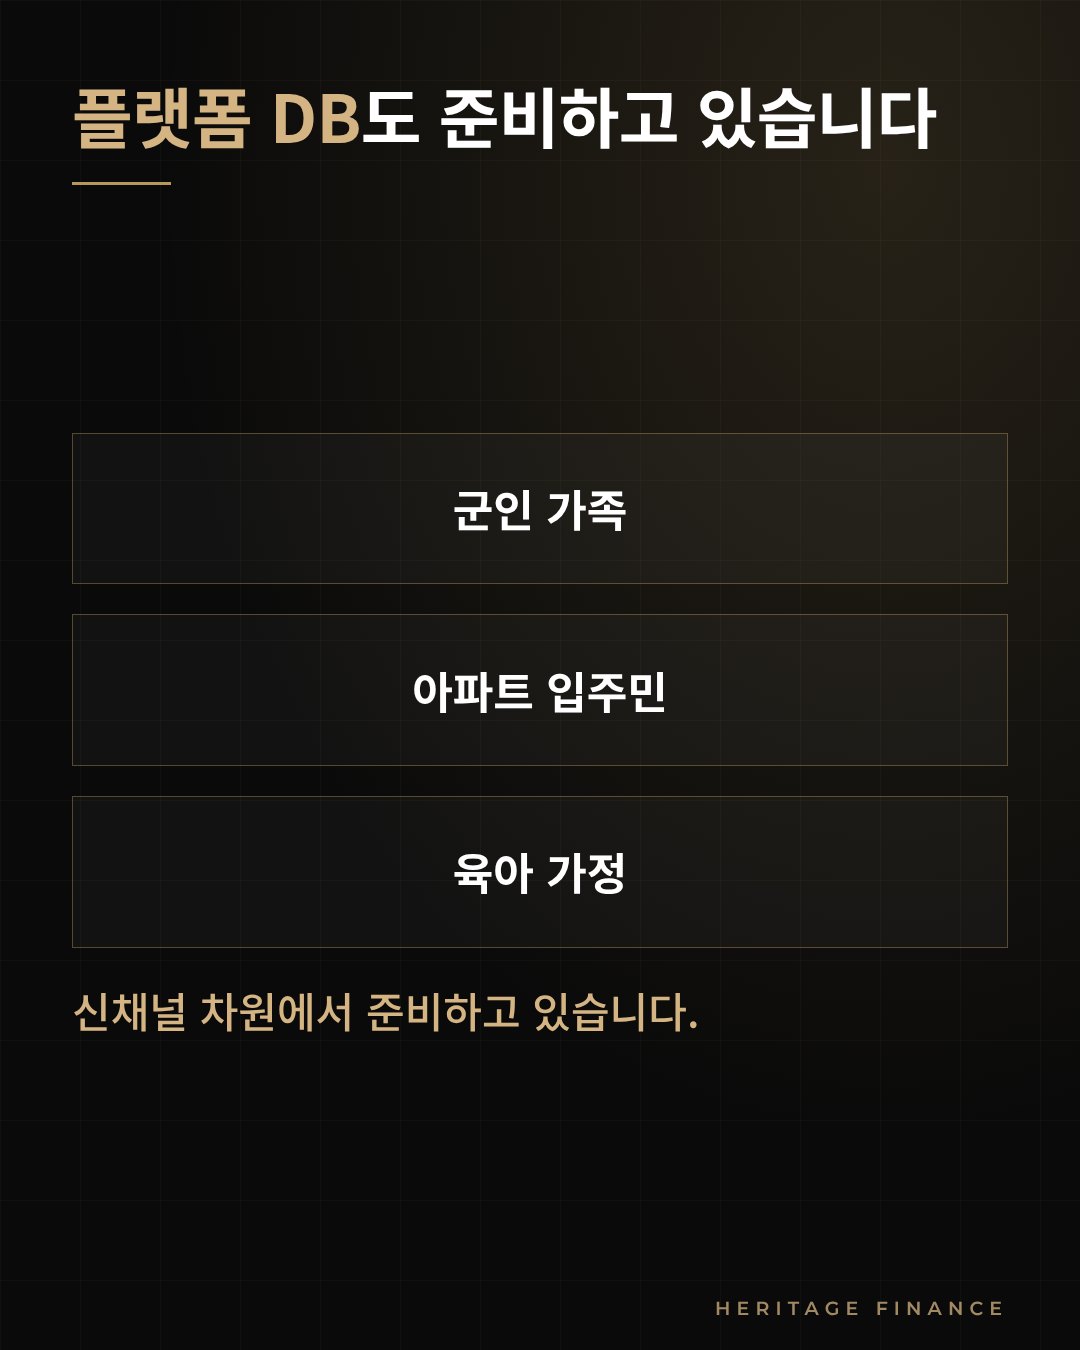 플랫폼 DB도 준비하고 있습니다
군인 가족
아파트 입주민
육아 가정
신채널 차원에서 준비하고 있습니다.
HERITAGE FINANCE